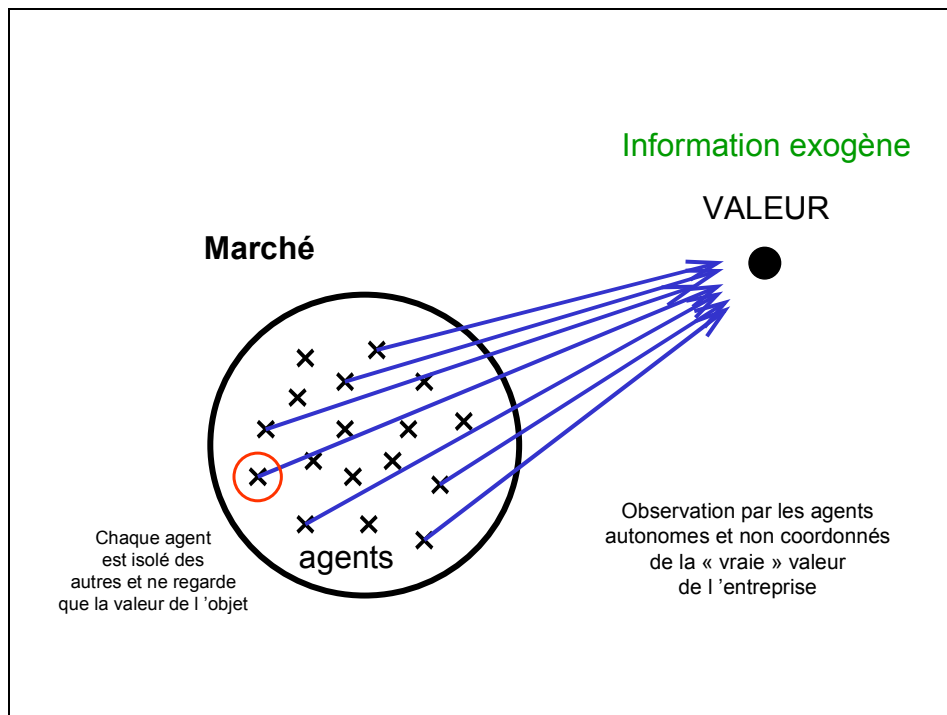 Information exogène
VALEUR
Marché
agents
Chaque agent
est isolé des
autres et ne regarde
que la valeur de l ’objet
Observation par les agents
autonomes et non coordonnés
de la « vraie » valeur
de l ’entreprise